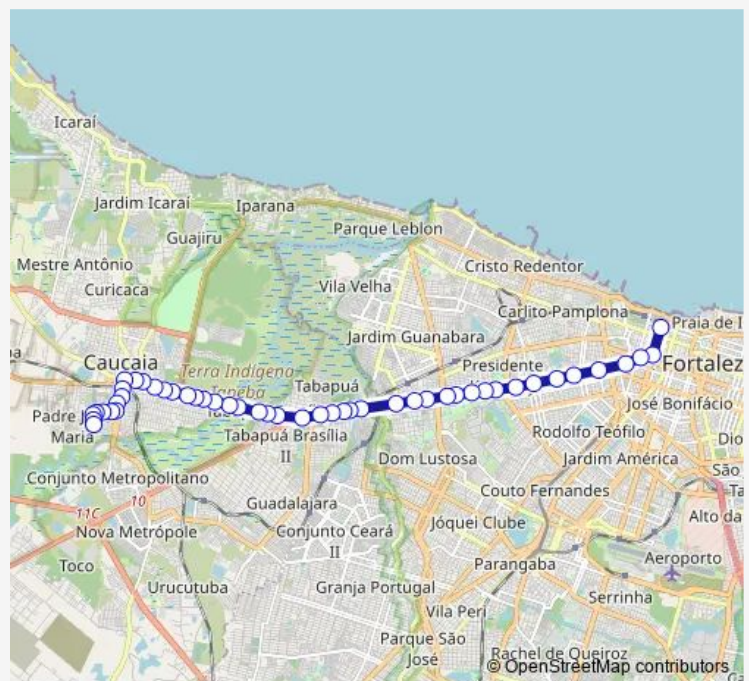 Icaraí
Jardim Icaraí
Iparana
Guajiru
Parque Leblon
Mestre Antônio
Cristo Redentor
Curicaca
Vila Velha
Carlito-Pamplona
Praia de I
Jardim Guanabara
Caucaia
Presidente
Fortalez
Terra Indígena
Tapeba
Tabapuá
José Bonifácio
Padre J
Maria
Tabapuá Brasília
II
Rodolfo Teófilo
Dio
Dom Lustosa
Jardim América
São
Conjunto Metropolitano
Couto Fernandes
Guadalajara
Alto da
11C
10
Jóquei Clube
Nova Metrópole
Conjunto Ceará
II
Aeroporto
Toco
Parangaba
Urucutuba
Granja Portugal
Serrinha
Vila Peri
Parque São
José
Rachel de Queiroz
© OpenStreetMap contributors